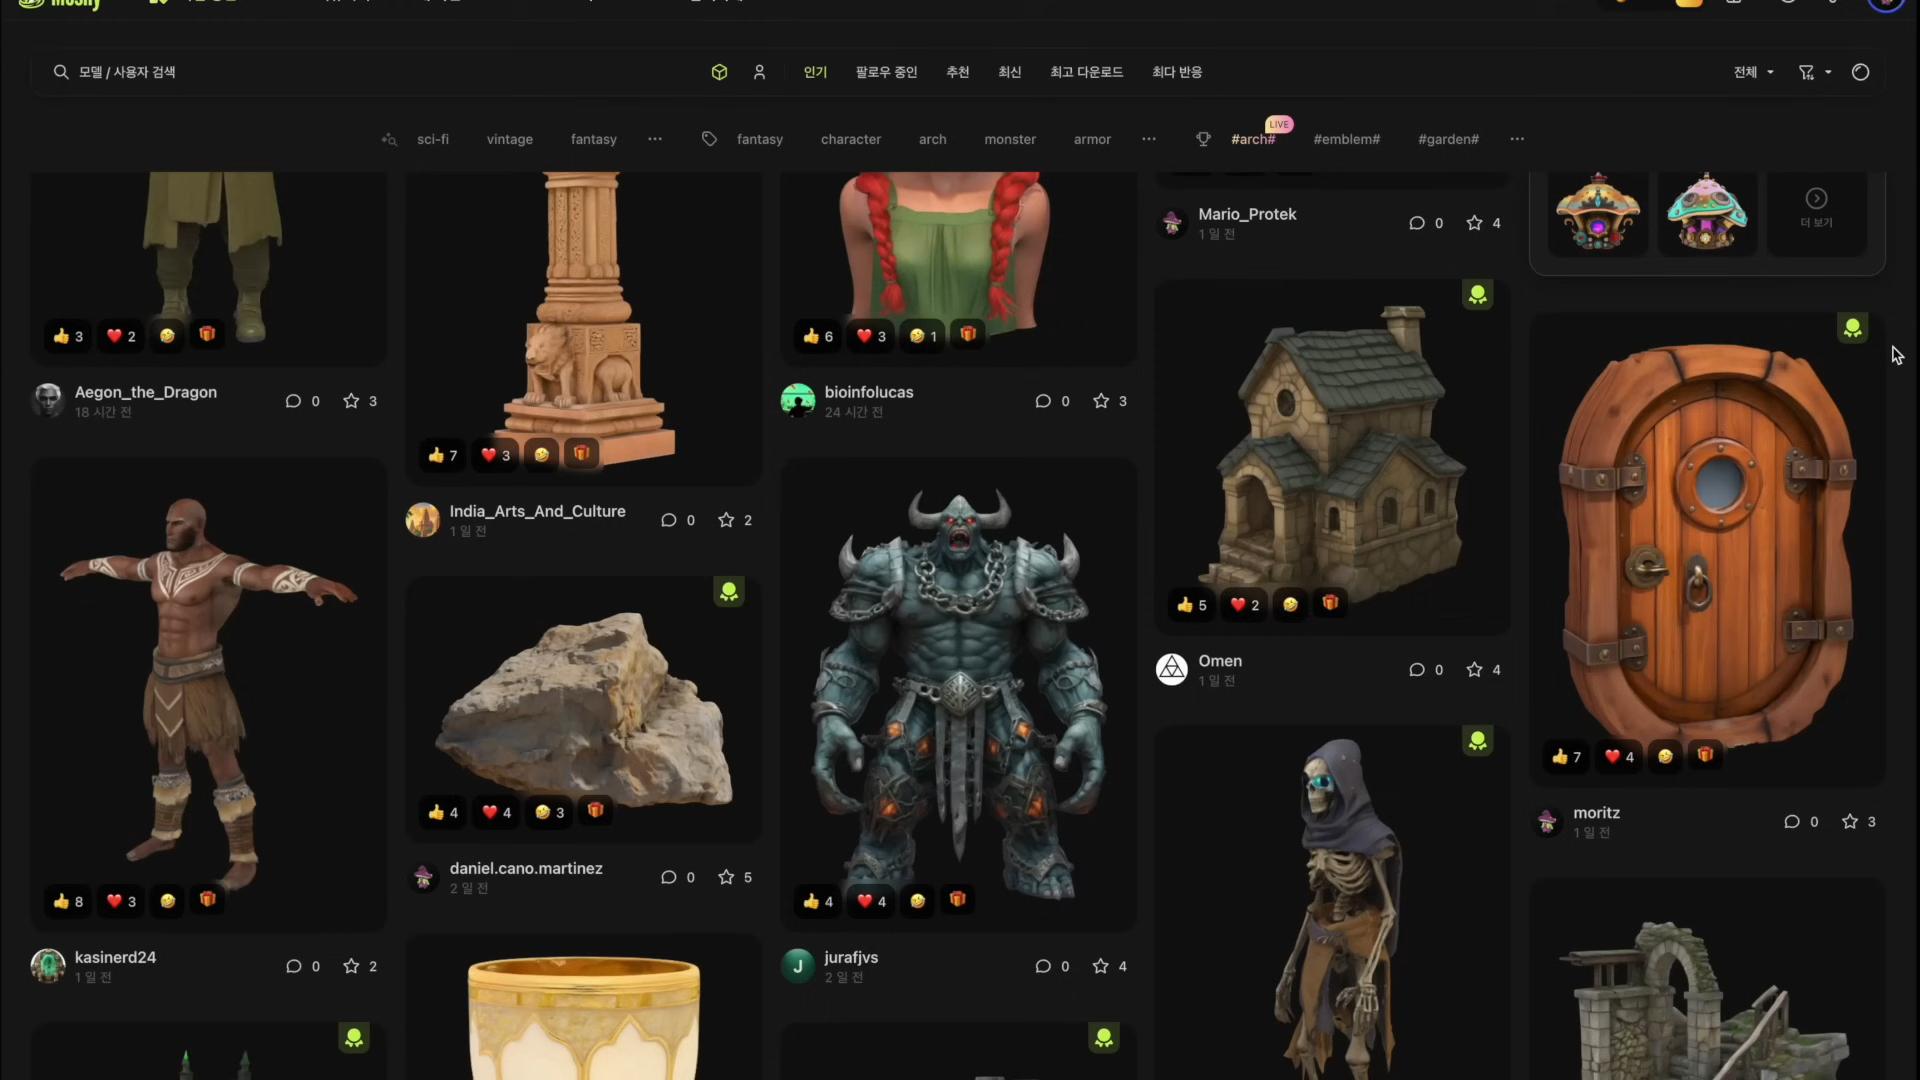 모델 / 사용자 검색
인기
팔로우 중인
추천
최신
최고 다운로드
최다 반응
전체
sci-fi
vintage
fantasy
...
fantasy
character
arch
monster
armor
...
#arch#
LIVE
#emblem#
#garden#
...
Mario_Protek
1 일 전
0
4
더 보기
3
2
6
3
1
Aegon_the_Dragon
18 시간 전
0
3
7
3
bioinfolucas
24 시간 전
0
3
India_Arts_And_Culture
1 일 전
0
2
5
2
Omen
1 일 전
0
4
7
4
4
4
3
moritz
1 일 전
0
3
daniel.cano.martinez
2 일 전
0
5
8
3
4
4
kasinerd24
1 일 전
0
2
J
jurafjvs
2 일 전
0
4